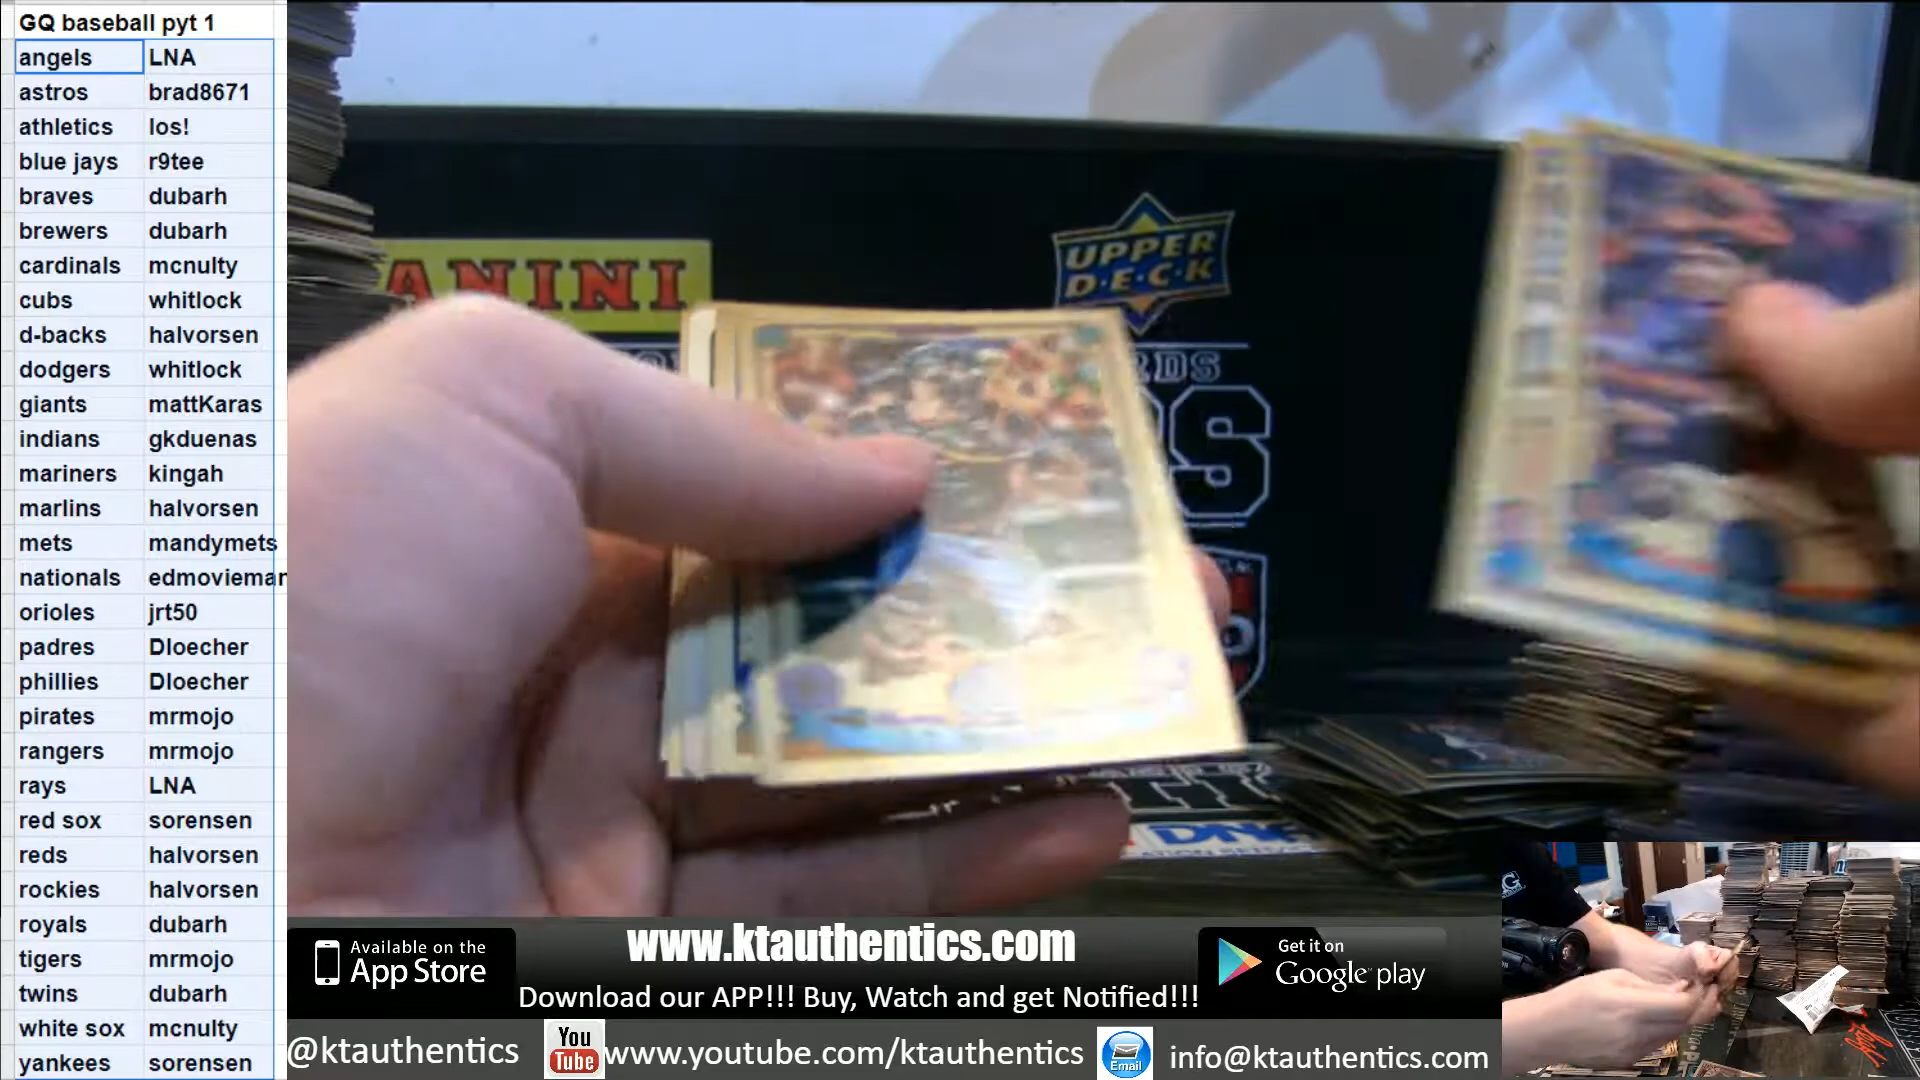 GQ baseball pyt 1
angels LNA
astros brad8671
athletics los!
blue jays r9tee
braves dubarh
brewers dubarh
cardinals mcnulty
cubs whitlock
d-backs halvorsen
dodgers whitlock
giants mattKaras
indians gkduenas
mariners kingah
marlins halvorsen
mets mandymets
nationals edmovieman
orioles jrt50
padres Dloecher
phillies Dloecher
pirates mrmojo
rangers mrmojo
rays LNA
red sox sorensen
reds halvorsen
rockies halvorsen
royals dubarh
tigers mrmojo
twins dubarh
white sox mcnulty
yankees sorensen
ANINI
UPPER
D·E·C·K
RDS
S
DNA
www.ktauthentics.com
Available on the
App Store
Get it on
Google play
Download our APP!!! Buy, Watch and get Notified!!!
@ktauthentics
You
Tube
www.youtube.com/ktauthentics
Email
info@ktauthentics.com